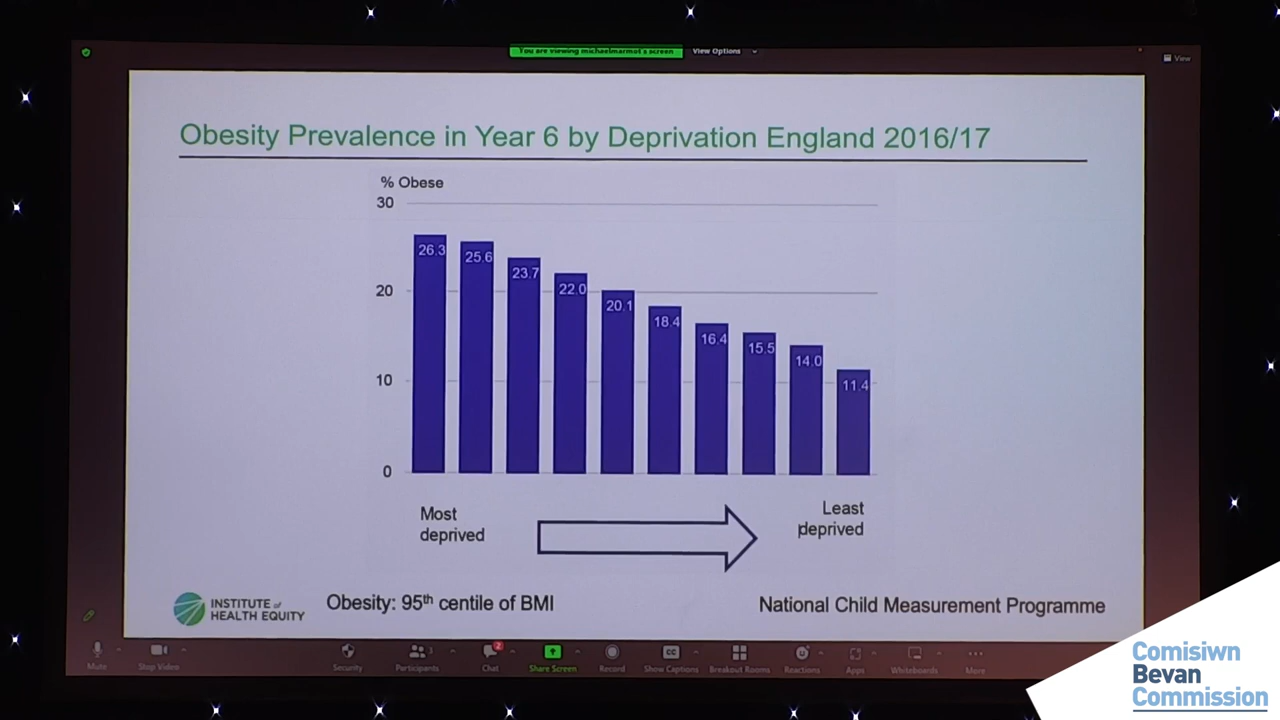 You are viewing michaelmarmot's screen
View Options
View
Obesity Prevalence in Year 6 by Deprivation England 2016/17
% Obese
30
20
10
0
26.3
25.6
23.7
22.0
20.1
18.4
16.4
15.5
14.0
11.4
Most
deprived
Least
deprived
INSTITUTE of
HEALTH EQUITY
Obesity: 95th centile of BMI
National Child Measurement Programme
Mute
Stop Video
Security
Participants
3
Chat
2
Share Screen
Record
CC
Show Captions
Breakout Rooms
Reactions
Apps
Whiteboards
More
Comisiwn
Bevan
Commission